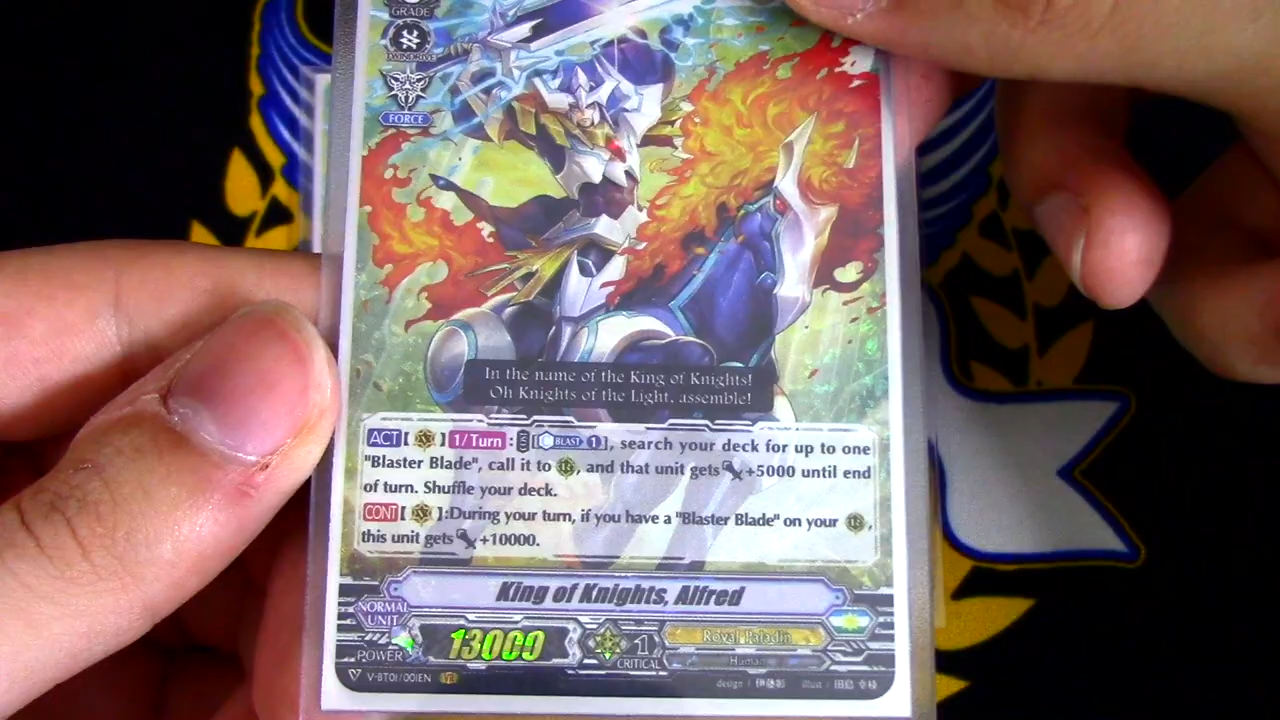 GRADE
TWINDRIVE
FORCE
In the name of the King of Knights!
Oh Knights of the Light, assemble!
ACT[ ]1/Turn:COST[ BLAST 1], search your deck for up to one
"Blaster Blade", call it to , and that unit gets +5000 until end
of turn. Shuffle your deck.
CONT[ ]:During your turn, if you have a "Blaster Blade" on your ,
this unit gets +10000.
King of Knights, Alfred
NORMAL
UNIT
POWER 13000 1
CRITICAL
Royal Paladin
Human
V-BT01/001EN VR
design / illust /